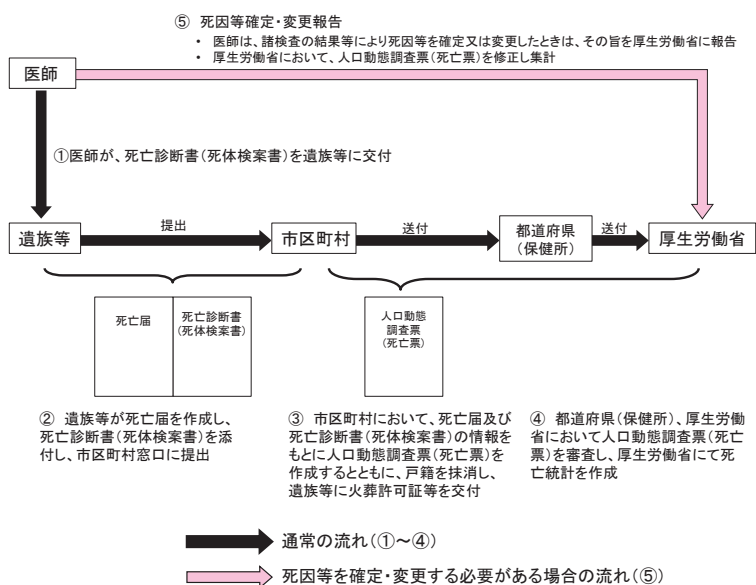 ⑤ 死因等確定・変更報告
・ 医師は、諸検査の結果等により死因等を確定又は変更したときは、その旨を厚生労働省に報告
・ 厚生労働省において、人口動態調査票(死亡票)を修正し集計
医師
①医師が、死亡診断書(死体検案書)を遺族等に交付
遺族等
提出
市区町村
送付
都道府県
(保健所)
送付
厚生労働省
死亡届
死亡診断書
(死体検案書)
人口動態
調査票
(死亡票)
② 遺族等が死亡届を作成し、
死亡診断書(死体検案書)を添
付し、市区町村窓口に提出
③ 市区町村において、死亡届及び
死亡診断書(死体検案書)の情報を
もとに人口動態調査票(死亡票)を
作成するとともに、戸籍を抹消し、
遺族等に火葬許可証等を交付
④ 都道府県(保健所)、厚生労働
省において人口動態調査票(死亡
票)を審査し、厚生労働省にて死
亡統計を作成
通常の流れ(①~④)
死因等を確定・変更する必要がある場合の流れ(⑤)